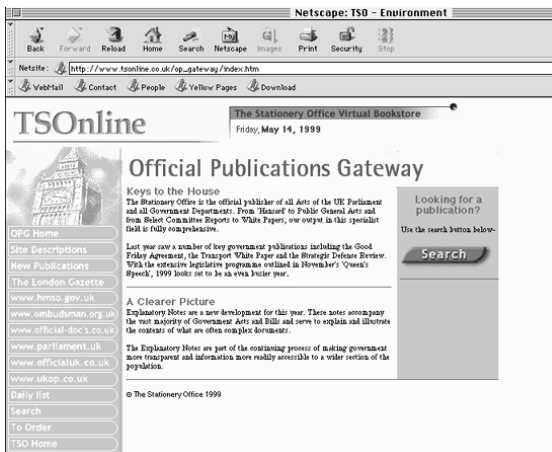 Netscape: TSO - Environment
Back Forward Reload Home Search Netscape Images Print Security Stop
Netsite: http://www.tsonline.co.uk/op_gateway/index.htm
WebMail Contact People Yellow Pages Download
TSOnline
The Stationery Office Virtual Bookstore
Friday, May 14, 1999
Official Publications Gateway
Keys to the House
The Stationery Office is the official publisher of all Acts of the UK Parliament
and all Government Departments. From 'Hansard' to Public General Acts and
from Select Committee Reports to White Papers, our output in this specialist
field is fully comprehensive.
Last year saw a number of key government publications including the Good
Friday Agreement, the Transport White Paper and the Strategic Defence Review.
With the extensive legislative programme outlined in November's 'Queen's
Speech', 1999 looks set to be an even busier year.
A Clearer Picture
Explanatory Notes are a new development for this year. These notes accompany
the vast majority of Government Acts and Bills and serve to explain and illustrate
the contents of what are often complex documents.
The Explanatory Notes are part of the continuing process of making government
more transparent and information more readily accessible to a wider section of the
population.
© The Stationery Office 1999
Looking for a
publication?
Use the search button below-
Search
OPG Home
Site Descriptions
New Publications
The London Gazette
www.hmso.gov.uk
www.ombudsman.org.uk
www.official-doc's.co.uk
www.parliament.uk
www.officialuk.co.uk
www.ukop.co.uk
Daily list
Search
To Order
TSO Home